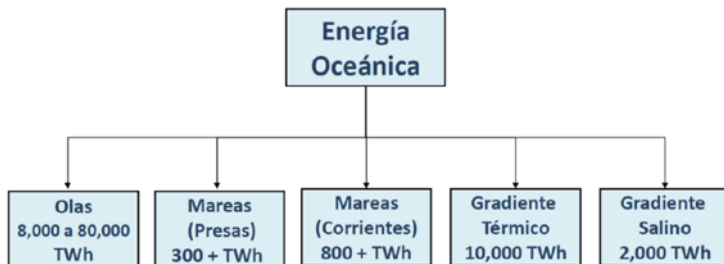 Energía
Oceánica
Olas
8,000 a 80,000
TWh
Mareas
(Presas)
300 + TWh
Mareas
(Corrientes)
800 + TWh
Gradiente
Térmico
10,000 TWh
Gradiente
Salino
2,000 TWh